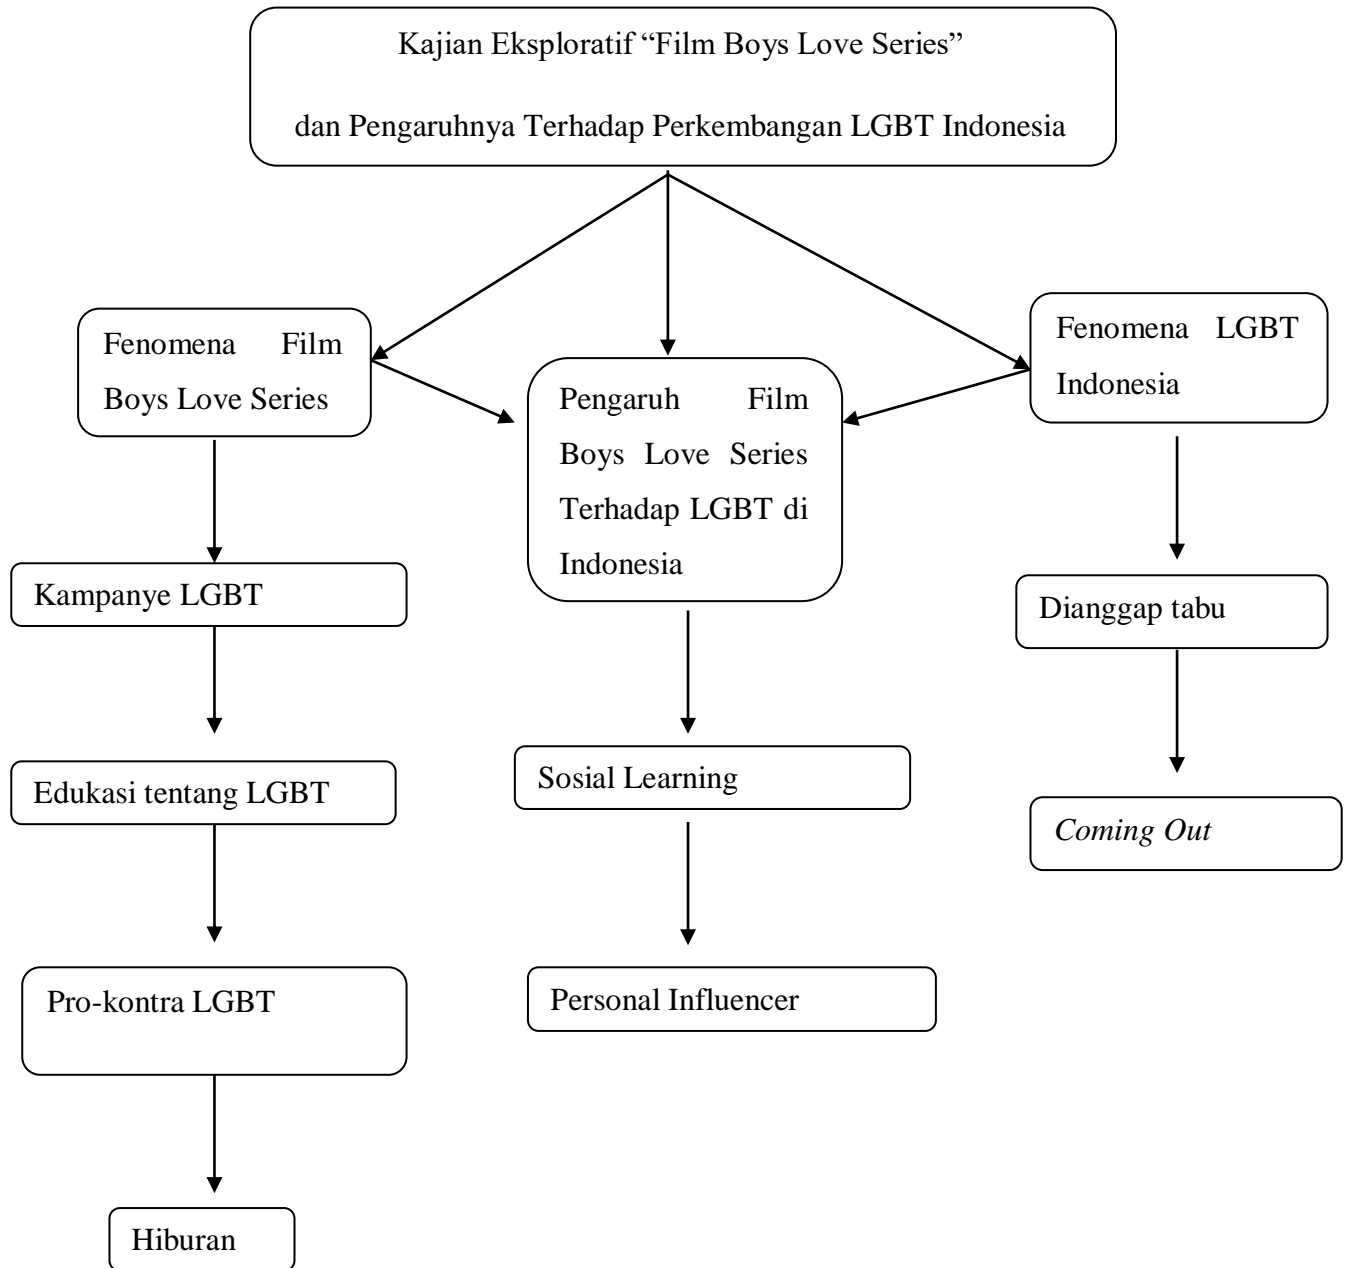 Kajian Eksploratif “Film Boys Love Series”
dan Pengaruhnya Terhadap Perkembangan LGBT Indonesia
Fenomena Film
Boys Love Series
Pengaruh Film
Boys Love Series
Terhadap LGBT di
Indonesia
Fenomena LGBT
Indonesia
Kampanye LGBT
Edukasi tentang LGBT
Pro-kontra LGBT
Hiburan
Sosial Learning
Personal Influencer
Dianggap tabu
Coming Out